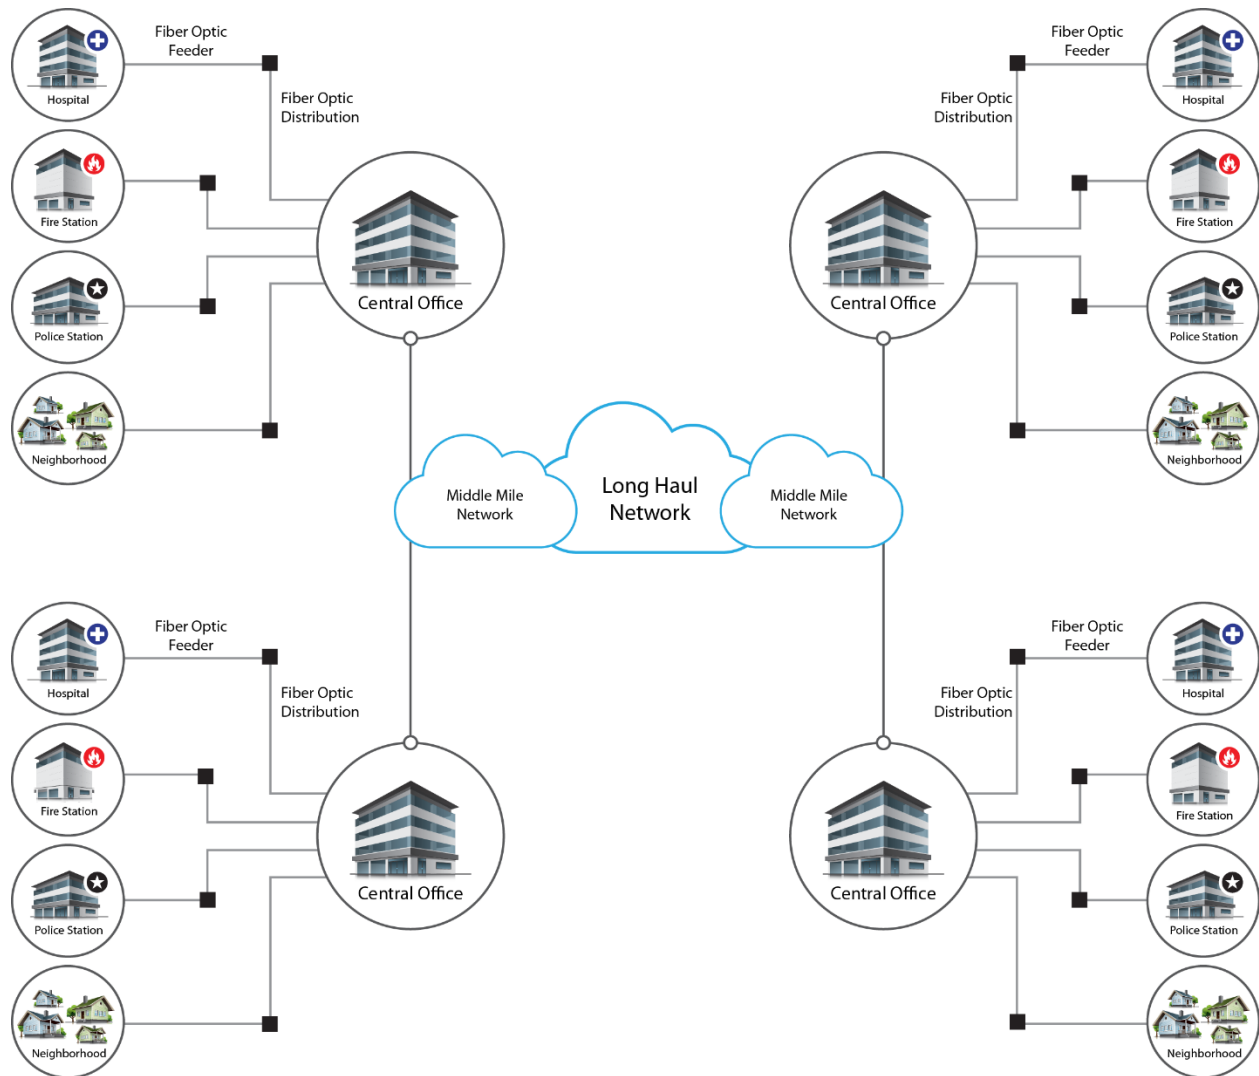 Fiber Optic
Feeder
Hospital
Fiber Optic
Distribution
Fire Station
Police Station
Neighborhood
Central Office
Fiber Optic
Feeder
Hospital
Fiber Optic
Distribution
Fire Station
Police Station
Neighborhood
Central Office
Middle Mile
Network
Long Haul
Network
Middle Mile
Network
Fiber Optic
Feeder
Hospital
Fiber Optic
Distribution
Fire Station
Police Station
Neighborhood
Central Office
Fiber Optic
Feeder
Hospital
Fiber Optic
Distribution
Fire Station
Police Station
Neighborhood
Central Office